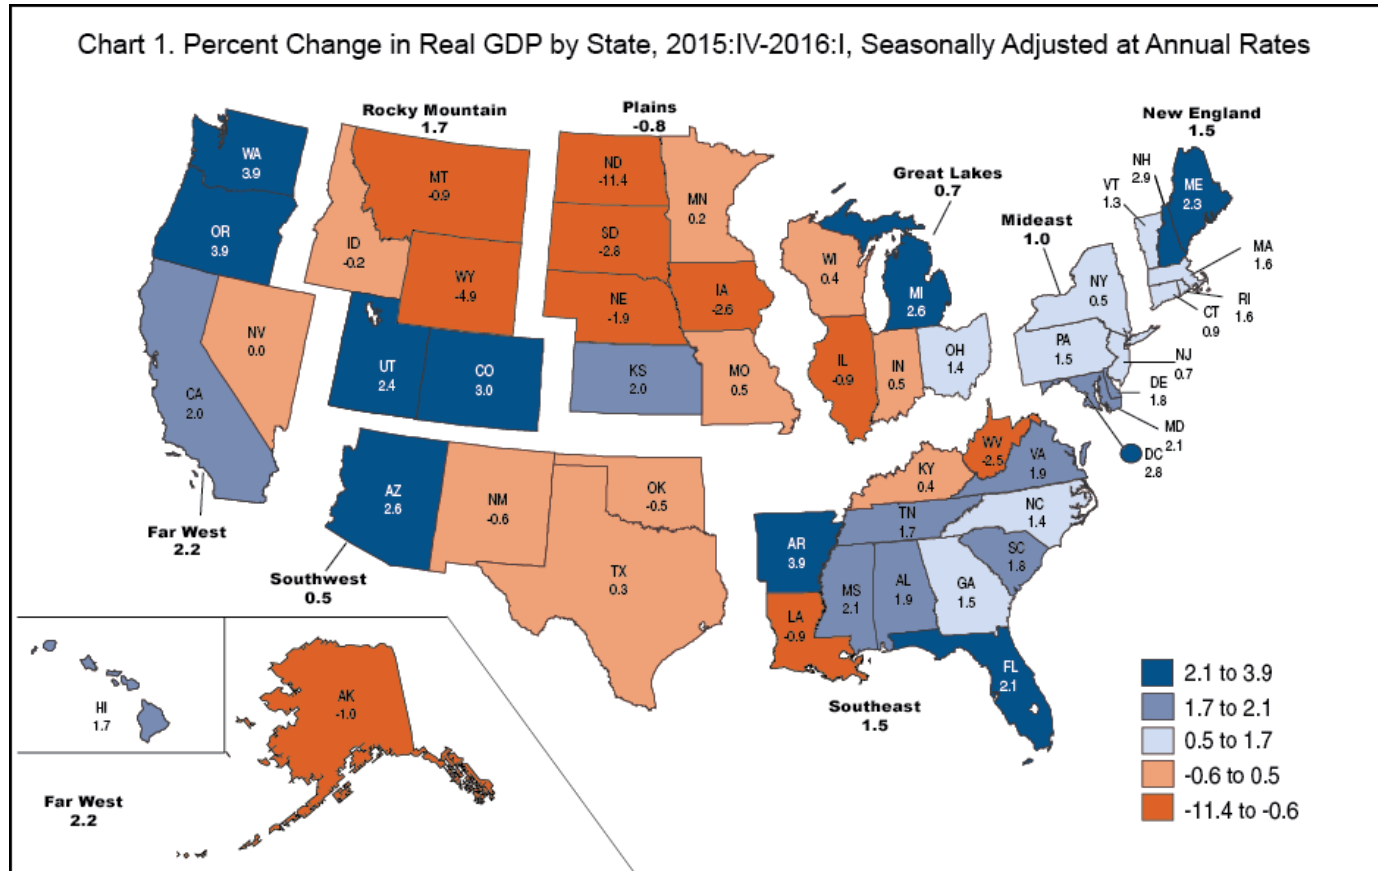 Chart 1. Percent Change in Real GDP by State, 2015:IV-2016:I, Seasonally Adjusted at Annual Rates
Rocky Mountain
1.7
Plains
-0.8
New England
1.5
Great Lakes
0.7
Mideast
1.0
WA
3.9
OR
3.9
CA
2.0
NV
0.0
Far West
2.2
MT
-0.9
ID
-0.2
WY
-4.9
UT
2.4
CO
3.0
ND
-11.4
SD
-2.8
NE
-1.9
KS
2.0
MN
0.2
IA
-2.6
MO
0.5
WI
0.4
MI
2.6
IL
-0.9
IN
0.5
OH
1.4
NH
2.9
VT
1.3
ME
2.3
MA
1.6
RI
1.6
CT
0.9
NY
0.5
PA
1.5
NJ
0.7
DE
1.8
MD
2.1
DC
2.8
AZ
2.6
NM
-0.6
OK
-0.5
TX
0.3
Southwest
0.5
WV
-2.5
VA
1.9
KY
0.4
TN
1.7
NC
1.4
SC
1.8
AR
3.9
LA
-0.9
MS
2.1
AL
1.9
GA
1.5
FL
2.1
Southeast
1.5
HI
1.7
AK
-1.0
Far West
2.2
2.1 to 3.9
1.7 to 2.1
0.5 to 1.7
-0.6 to 0.5
-11.4 to -0.6